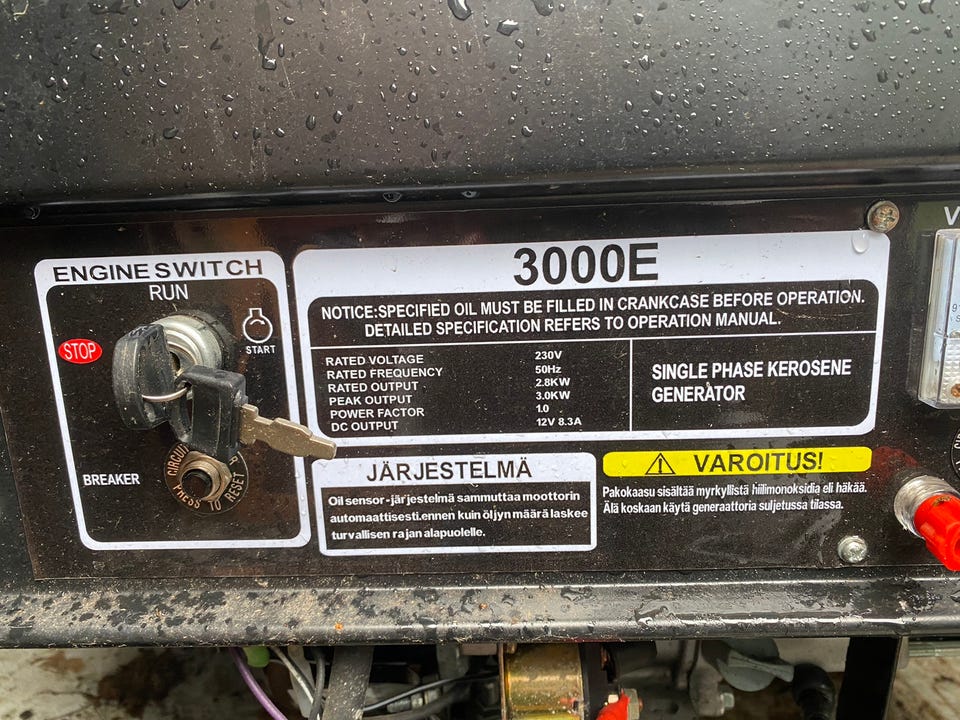 ENGINE SWITCH
RUN
STOP
START
BREAKER
CIRCUIT
PRESS TO RESET
3000E
NOTICE:SPECIFIED OIL MUST BE FILLED IN CRANKCASE BEFORE OPERATION.
DETAILED SPECIFICATION REFERS TO OPERATION MANUAL.
RATED VOLTAGE 230V
RATED FREQUENCY 50Hz
RATED OUTPUT 2.8KW
PEAK OUTPUT 3.0KW
POWER FACTOR 1.0
DC OUTPUT 12V 8.3A
SINGLE PHASE KEROSENE
GENERATOR
JÄRJESTELMÄ
Oil sensor-järjestelmä sammuttaa moottorin
automaattisesti.ennen kuin öljyn määrä laskee
turvallisen rajan alapuolelle.
VAROITUS!
Pakokaasu sisältää myrkyllistä hiilimonoksidia eli häkää.
Älä koskaan käytä generaattoria suljetussa tilassa.
V